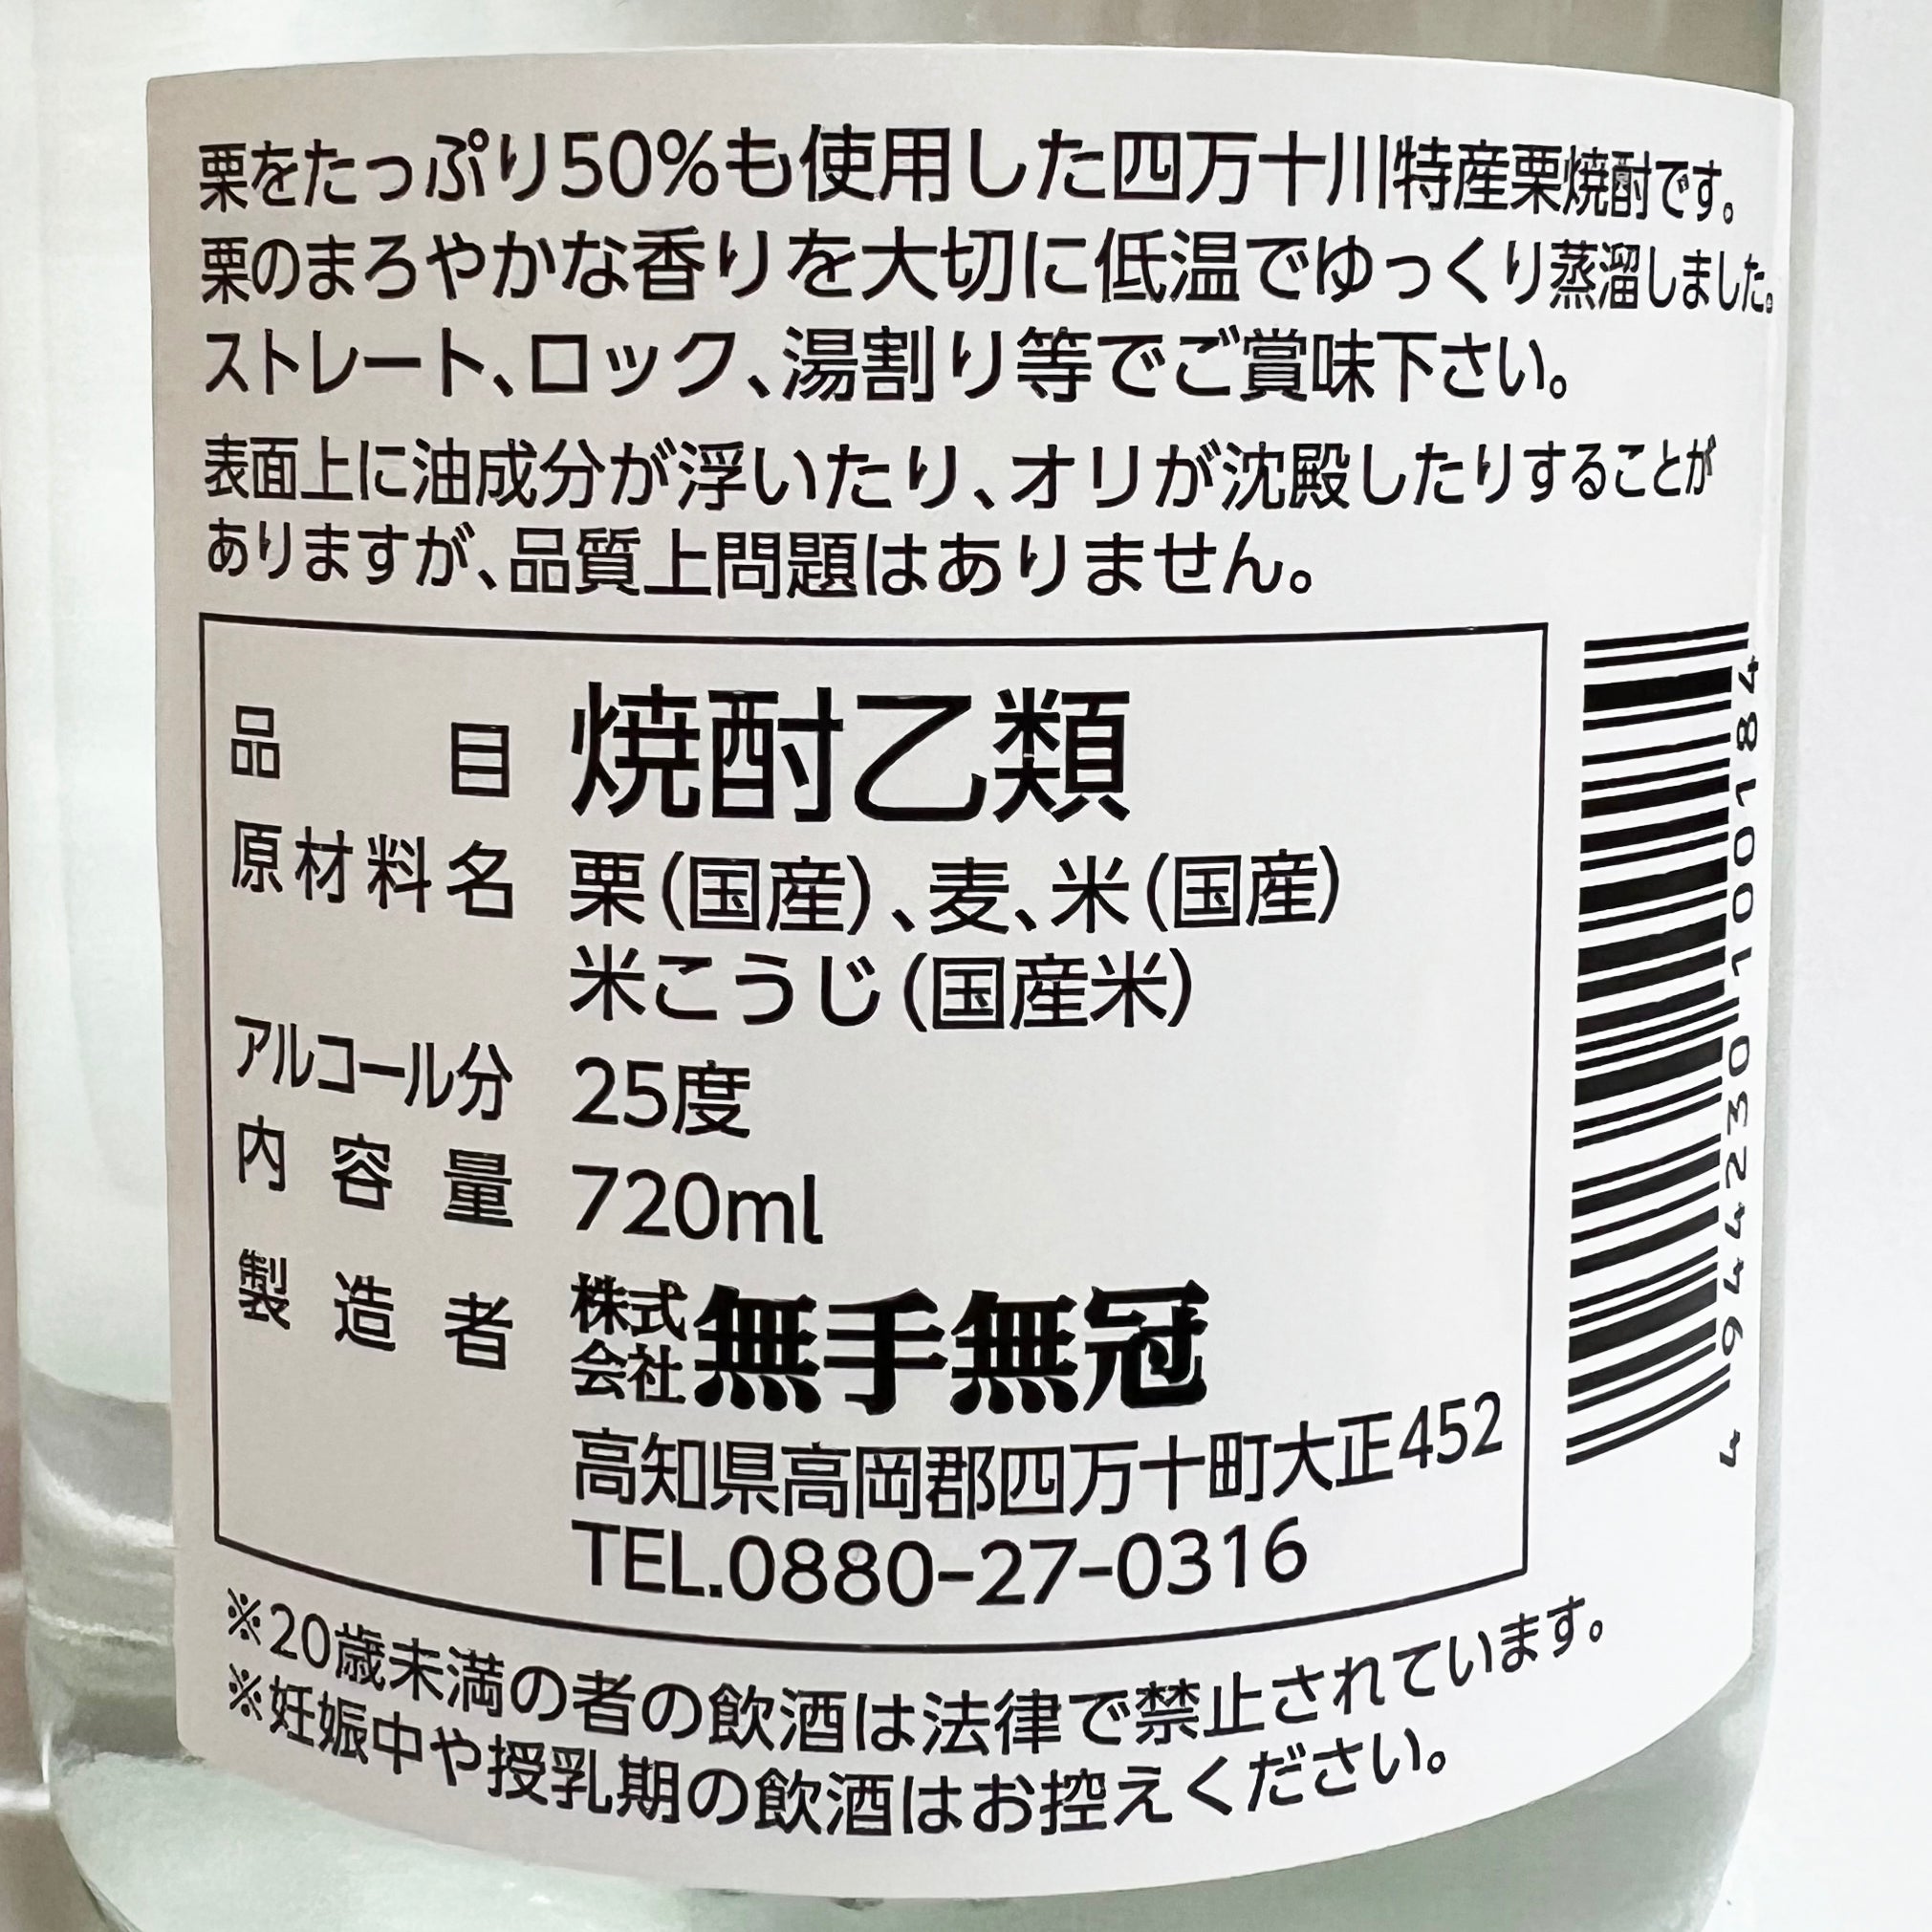 栗をたっぷり50%も使用した四万十川特産栗焼酎です。
栗のまろやかな香りを大切に低温でゆっくり蒸溜しました。
ストレート、ロック、湯割り等でご賞味下さい。
表面上に油成分が浮いたり、オリが沈殿したりすることが
ありますが、品質上問題はありません。
品目 焼酎乙類
原材料名 栗(国産)、麦、米(国産)
米こうじ(国産米)
アルコール分 25度
内容量 720ml
製造者 株式会社 無手無冠
高知県高岡郡四万十町大正452
TEL.0880-27-0316
※20歳未満の者の飲酒は法律で禁止されています。
※妊娠中や授乳期の飲酒はお控えください。
4 964423 010018 4